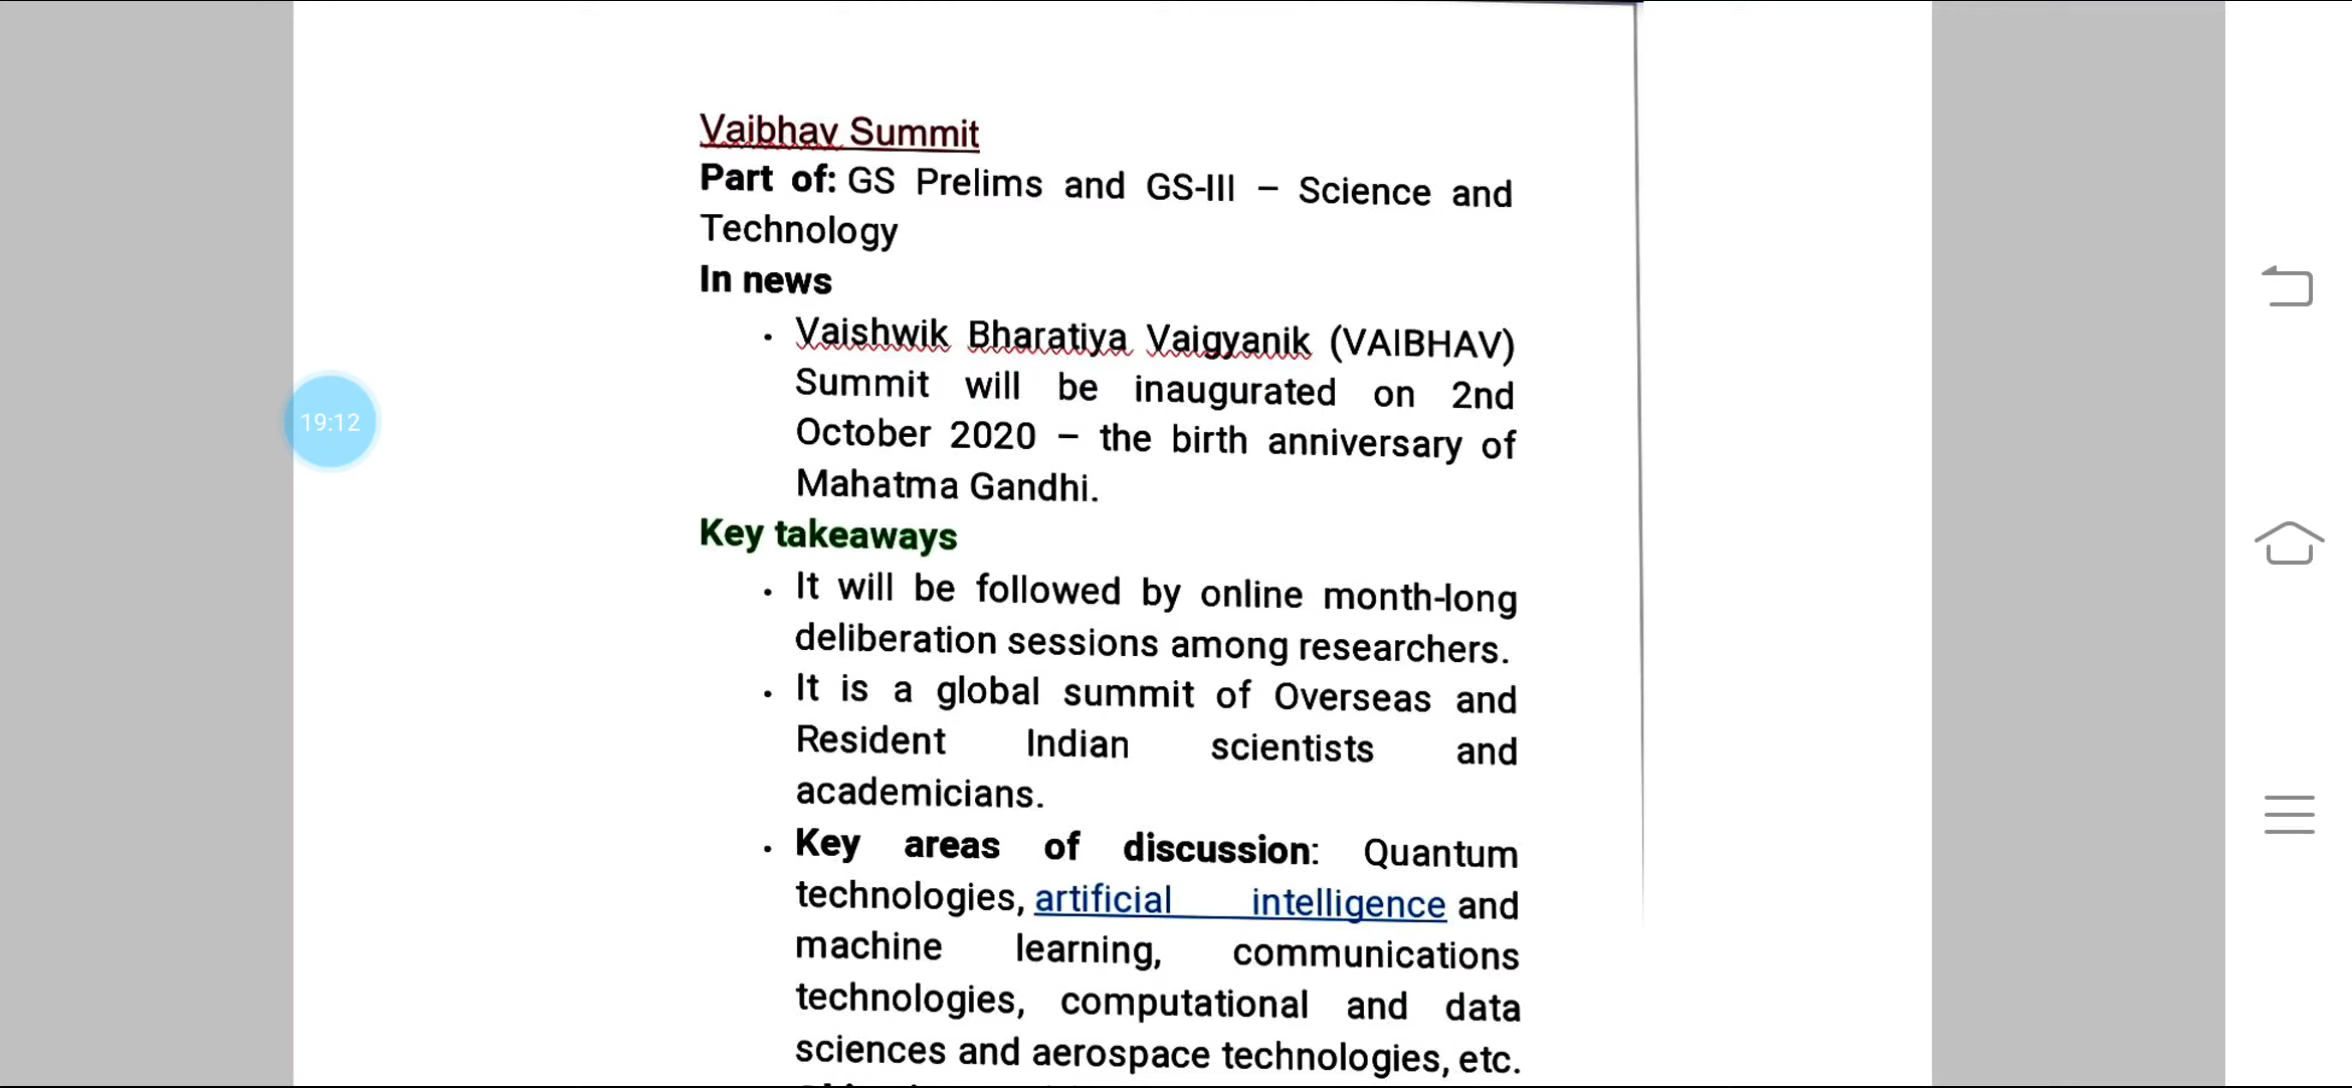 Vaibhav Summit
Part of: GS Prelims and GS-III – Science and
Technology
In news
• Vaishwik Bharatiya Vaigyanik (VAIBHAV)
Summit will be inaugurated on 2nd
October 2020 – the birth anniversary of
Mahatma Gandhi.
19:12
Key takeaways
• It will be followed by online month-long
deliberation sessions among researchers.
• It is a global summit of Overseas and
Resident Indian scientists and
academicians.
• Key areas of discussion: Quantum
technologies, artificial intelligence and
machine learning, communications
technologies, computational and data
sciences and aerospace technologies, etc.